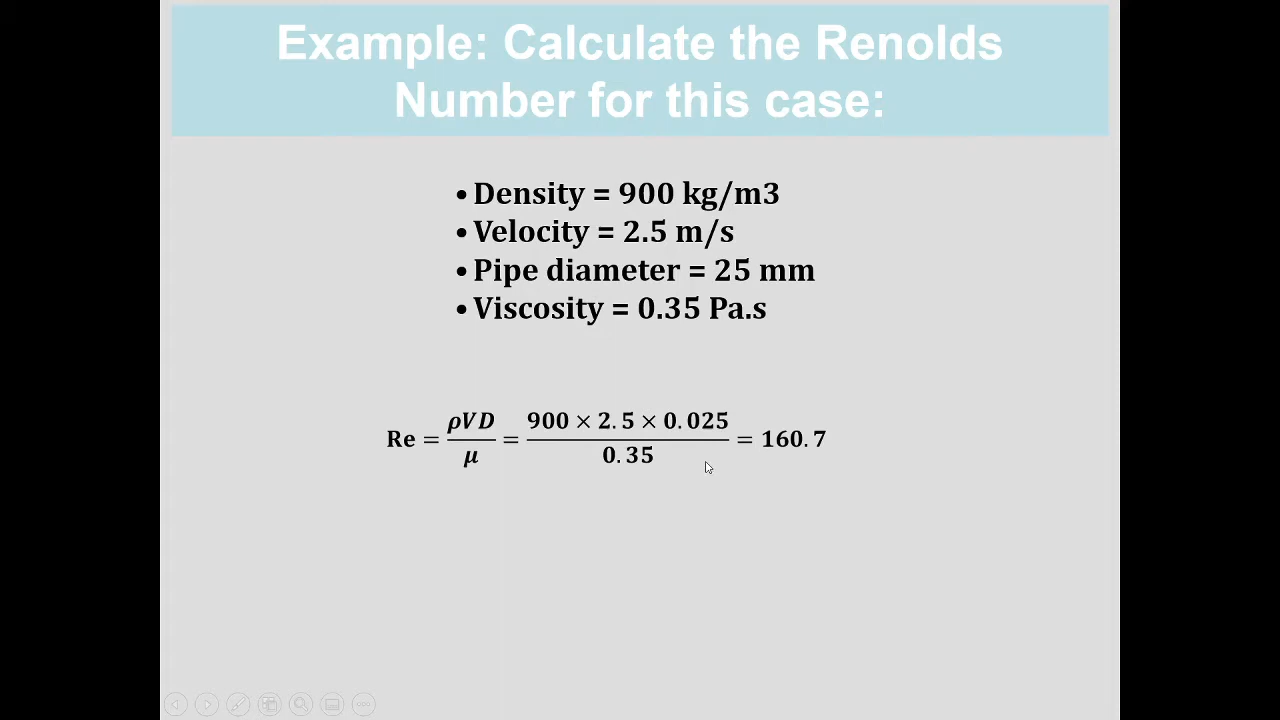 Example: Calculate the Renolds
Number for this case:
• Density = 900 kg/m3
• Velocity = 2.5 m/s
• Pipe diameter = 25 mm
• Viscosity = 0.35 Pa.s
Re = ρVD/μ = 900 × 2.5 × 0.025/0.35 = 160.7